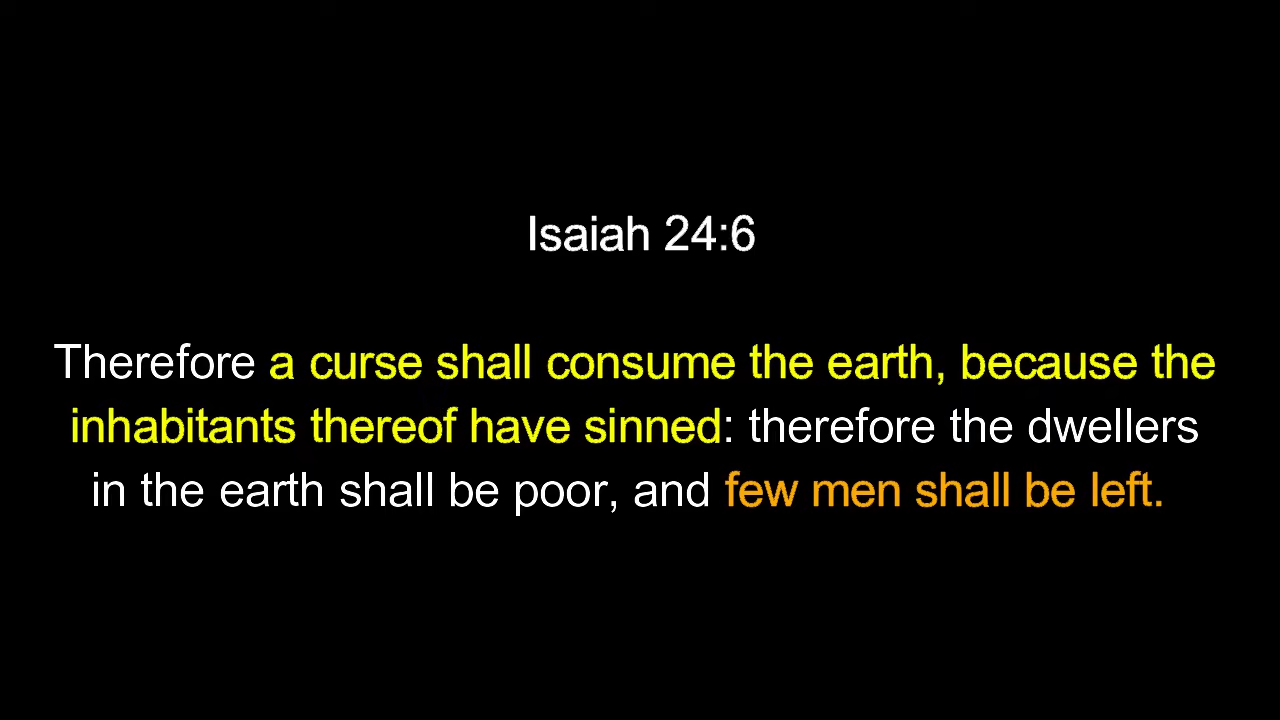 Isaiah 24:6
Therefore a curse shall consume the earth, because the
inhabitants thereof have sinned: therefore the dwellers
in the earth shall be poor, and few men shall be left.